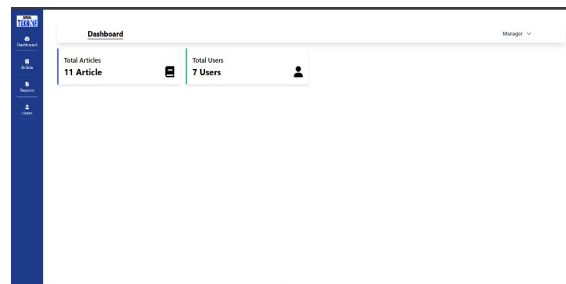 Dashboard
Article
Reports
Users
Dashboard
Manager
Total Articles
11 Article
Total Users
7 Users